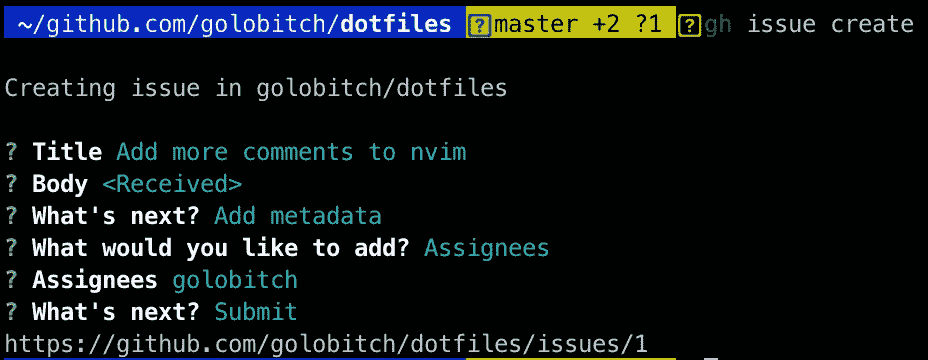 ~/github.com/golobitch/dotfiles master +2 ?1 gh issue create
Creating issue in golobitch/dotfiles
? Title Add more comments to nvim
? Body <Received>
? What's next? Add metadata
? What would you like to add? Assignees
? Assignees golobitch
? What's next? Submit
https://github.com/golobitch/dotfiles/issues/1